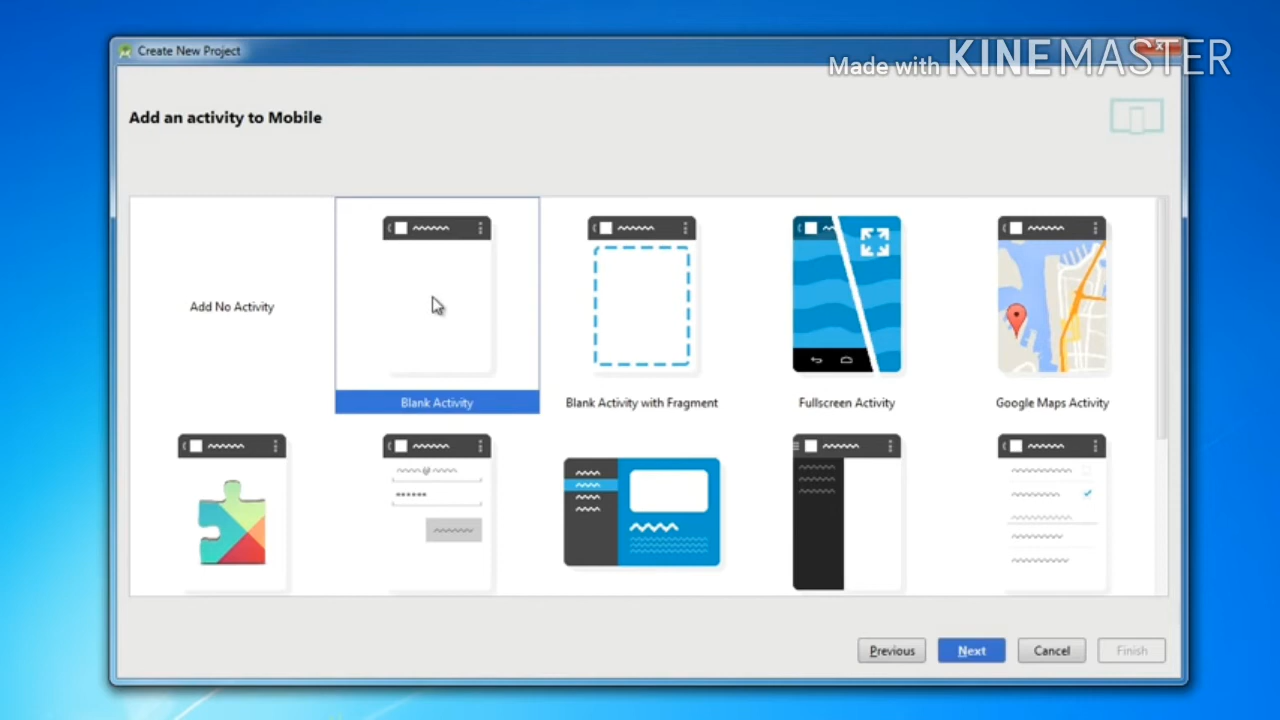 Create New Project
Made with KINEMASTER
Add an activity to Mobile
Add No Activity
Blank Activity
Blank Activity with Fragment
Fullscreen Activity
Google Maps Activity
Previous
Next
Cancel
Finish